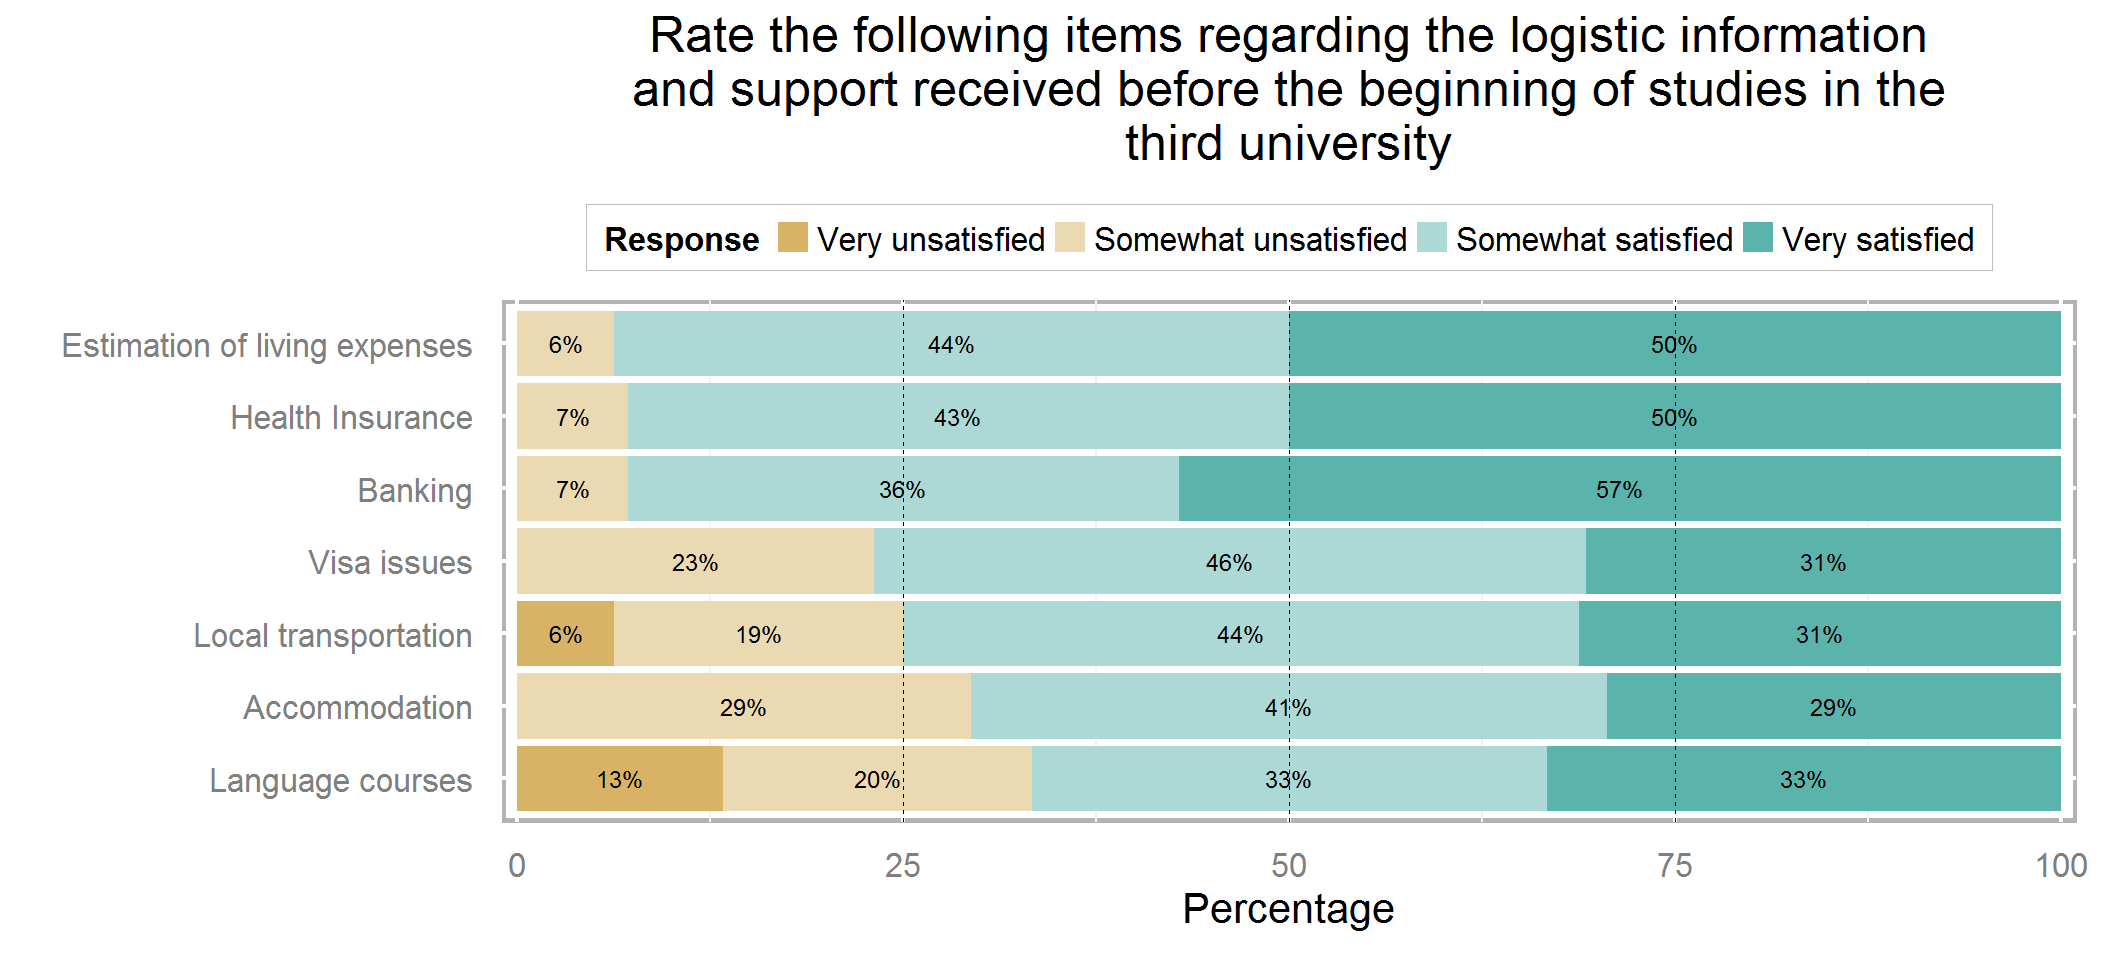 Rate the following items regarding the logistic information
and support received before the beginning of studies in the
third university
Response Very unsatisfied Somewhat unsatisfied Somewhat satisfied Very satisfied
Estimation of living expenses 6% 44% 50%
Health Insurance 7% 43% 50%
Banking 7% 36% 57%
Visa issues 23% 46% 31%
Local transportation 6% 19% 44% 31%
Accommodation 29% 41% 29%
Language courses 13% 20% 33% 33%
0 25 50 75 100
Percentage